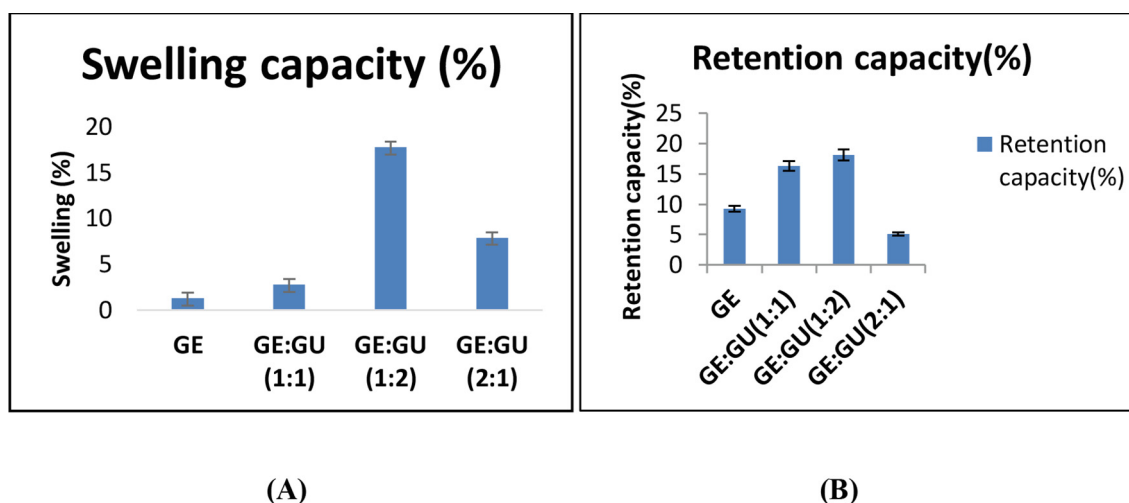 Swelling capacity (%)
Swelling (%)
20
15
10
5
0
GE
GE:GU
(1:1)
GE:GU
(1:2)
GE:GU
(2:1)
(A)
Retention capacity(%)
Retention capacity(%)
25
20
15
10
5
0
GE
GE:GU(1:1)
GE:GU(1:2)
GE:GU(2:1)
Retention
capacity(%)
(B)